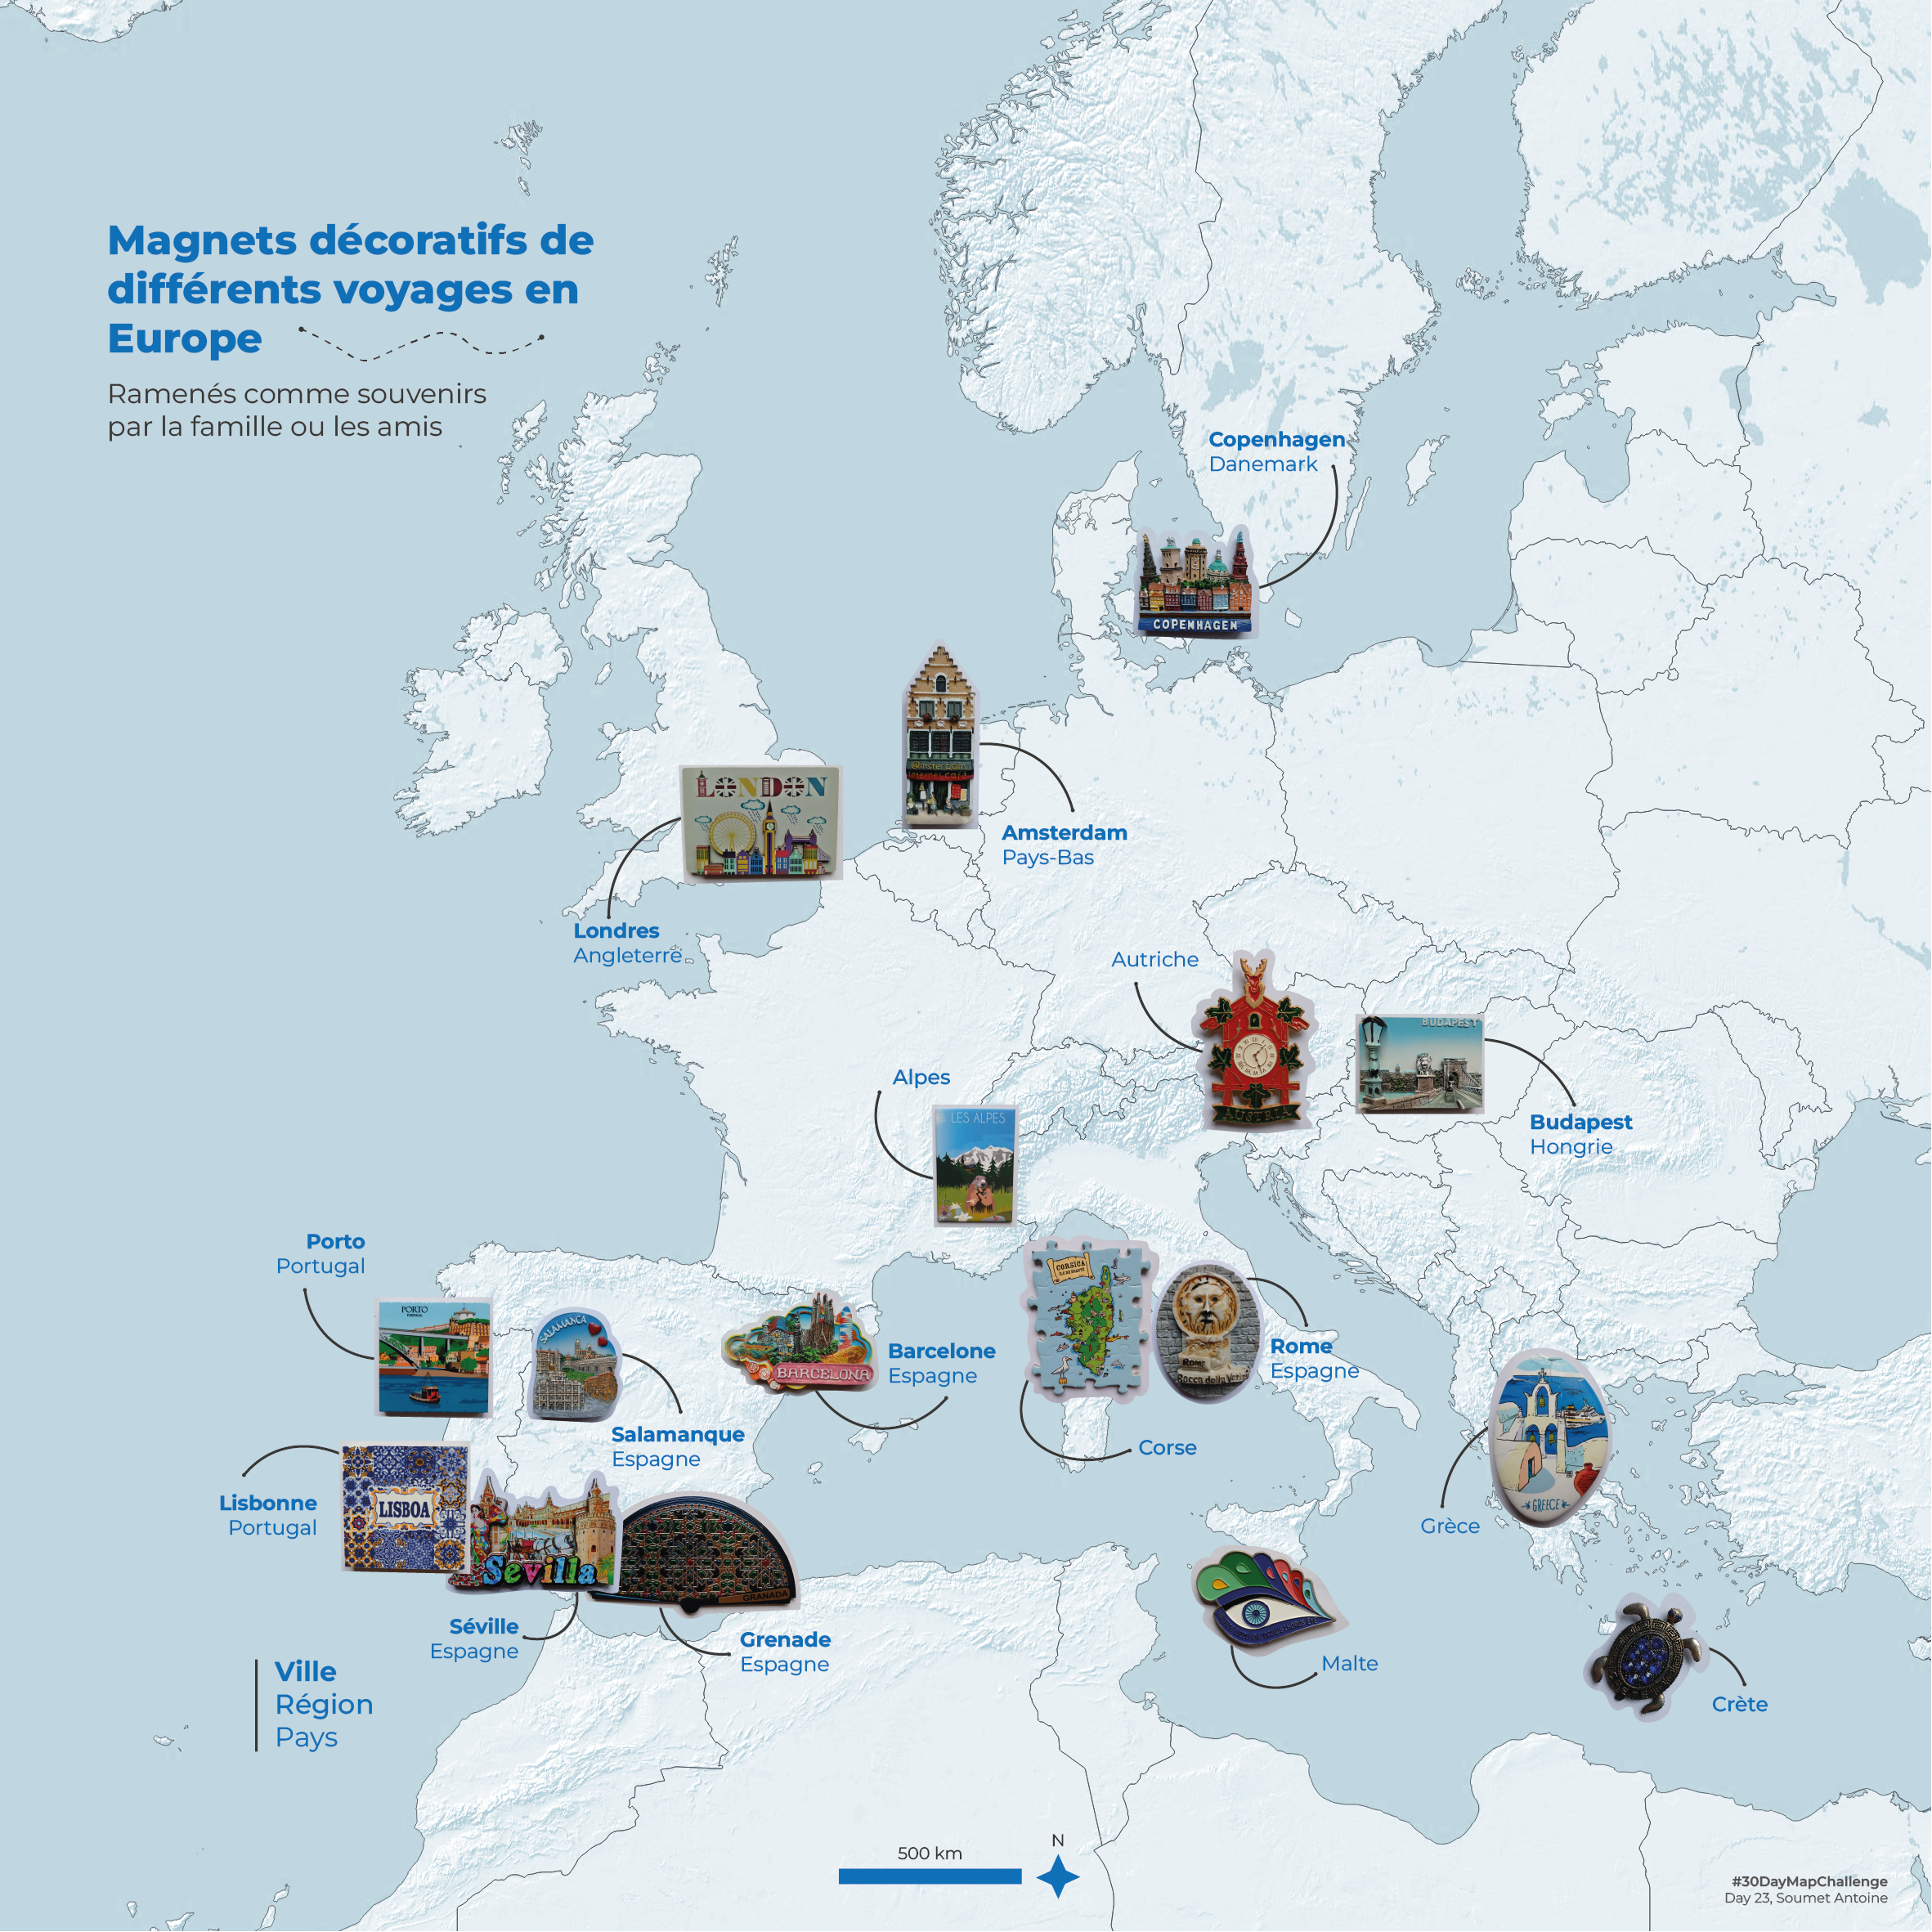 Magnets décoratifs de
différents voyages en
Europe
Ramenés comme souvenirs
par la famille ou les amis
Copenhagen
Danemark
COPENHAGEN
Amsterdam
Pays-Bas
LONDON
Londres
Angleterre
Autriche
AUSTRIA
BUDAPEST
Budapest
Hongrie
Alpes
LES ALPES
Porto
Portugal
PORTO
SALAMANCA
Salamanque
Espagne
BARCELONA
Barcelone
Espagne
CORSICA
Corse
Rome
Espagne
ROME
Bocca della
Lisbonne
Portugal
LISBOA
Sevilla
Séville
Espagne
GRANADA
Grenade
Espagne
GREECE
Grèce
Malte
Crète
Ville
Région
Pays
500 km
N
#30DayMapChallenge
Day 23, Soumet Antoine